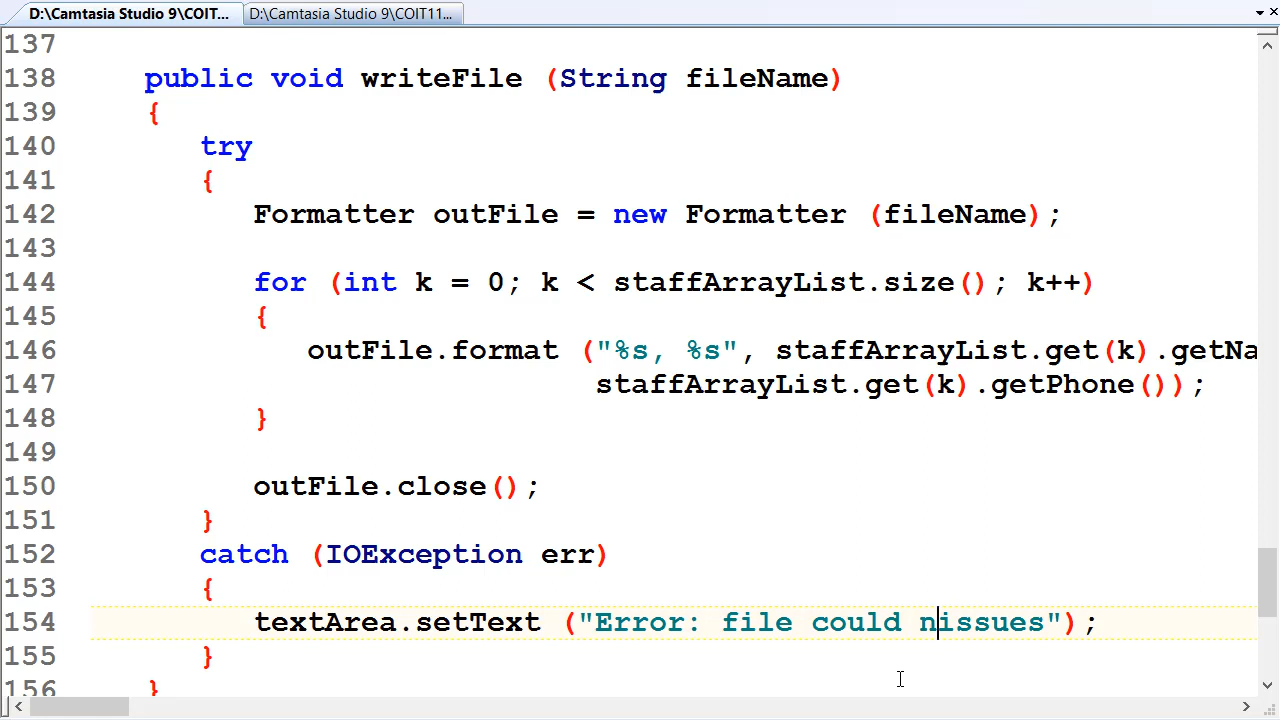 D:\Camtasia Studio 9\COIT... D:\Camtasia Studio 9\COIT11...
137
138 public void writeFile (String fileName)
139 {
140 try
141 {
142 Formatter outFile = new Formatter (fileName);
143
144 for (int k = 0; k < staffArrayList.size(); k++)
145 {
146 outFile.format ("%s, %s", staffArrayList.get(k).getNa
147 staffArrayList.get(k).getPhone());
148 }
149
150 outFile.close();
151 }
152 catch (IOException err)
153 {
154 textArea.setText ("Error: file could nissues");
155 }
156 }